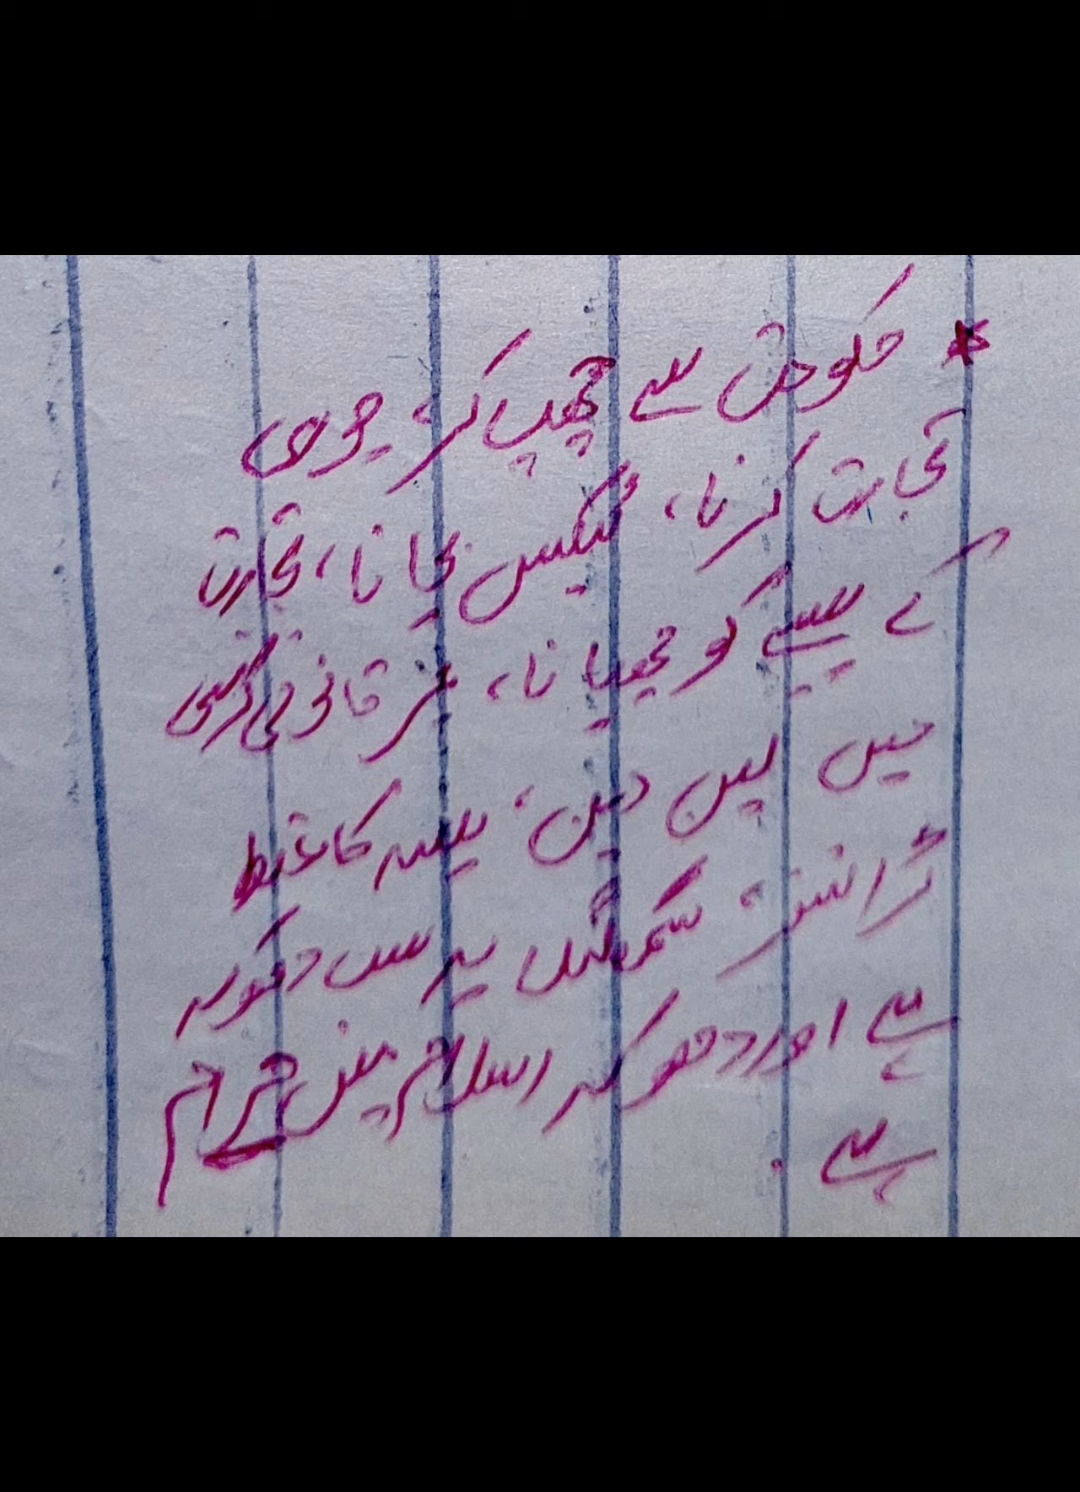 * حکومت سے چھپ کر چوری
تجارت کرنا، ٹیکس بچانا، تجارت
کے پیسے کو چھپانا، غیر قانونی کرنسی
میں لین دین، پیسہ کا غلط
ٹرانسفر، سمگلنگ یہ سب دھوکہ
ہے اور دھوکہ اسلام میں حرام
ہے۔